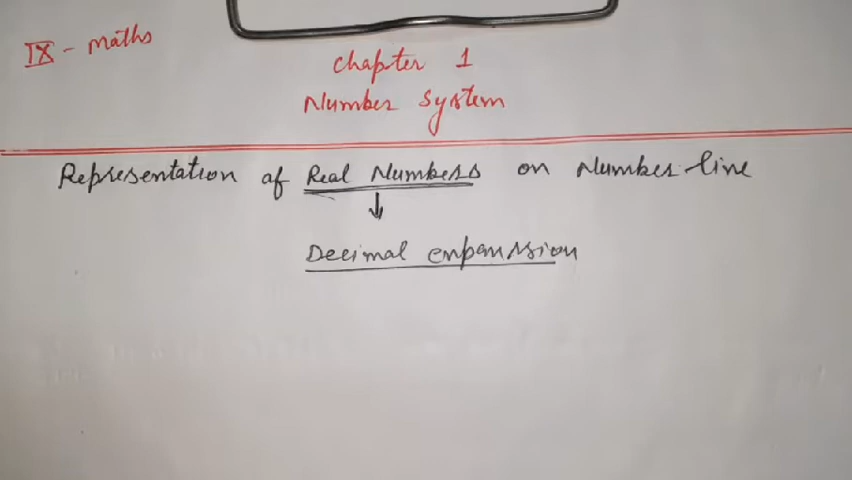 IX - maths
Chapter 1
Number System
Representation of Real Numbers on Number line
Decimal expansion